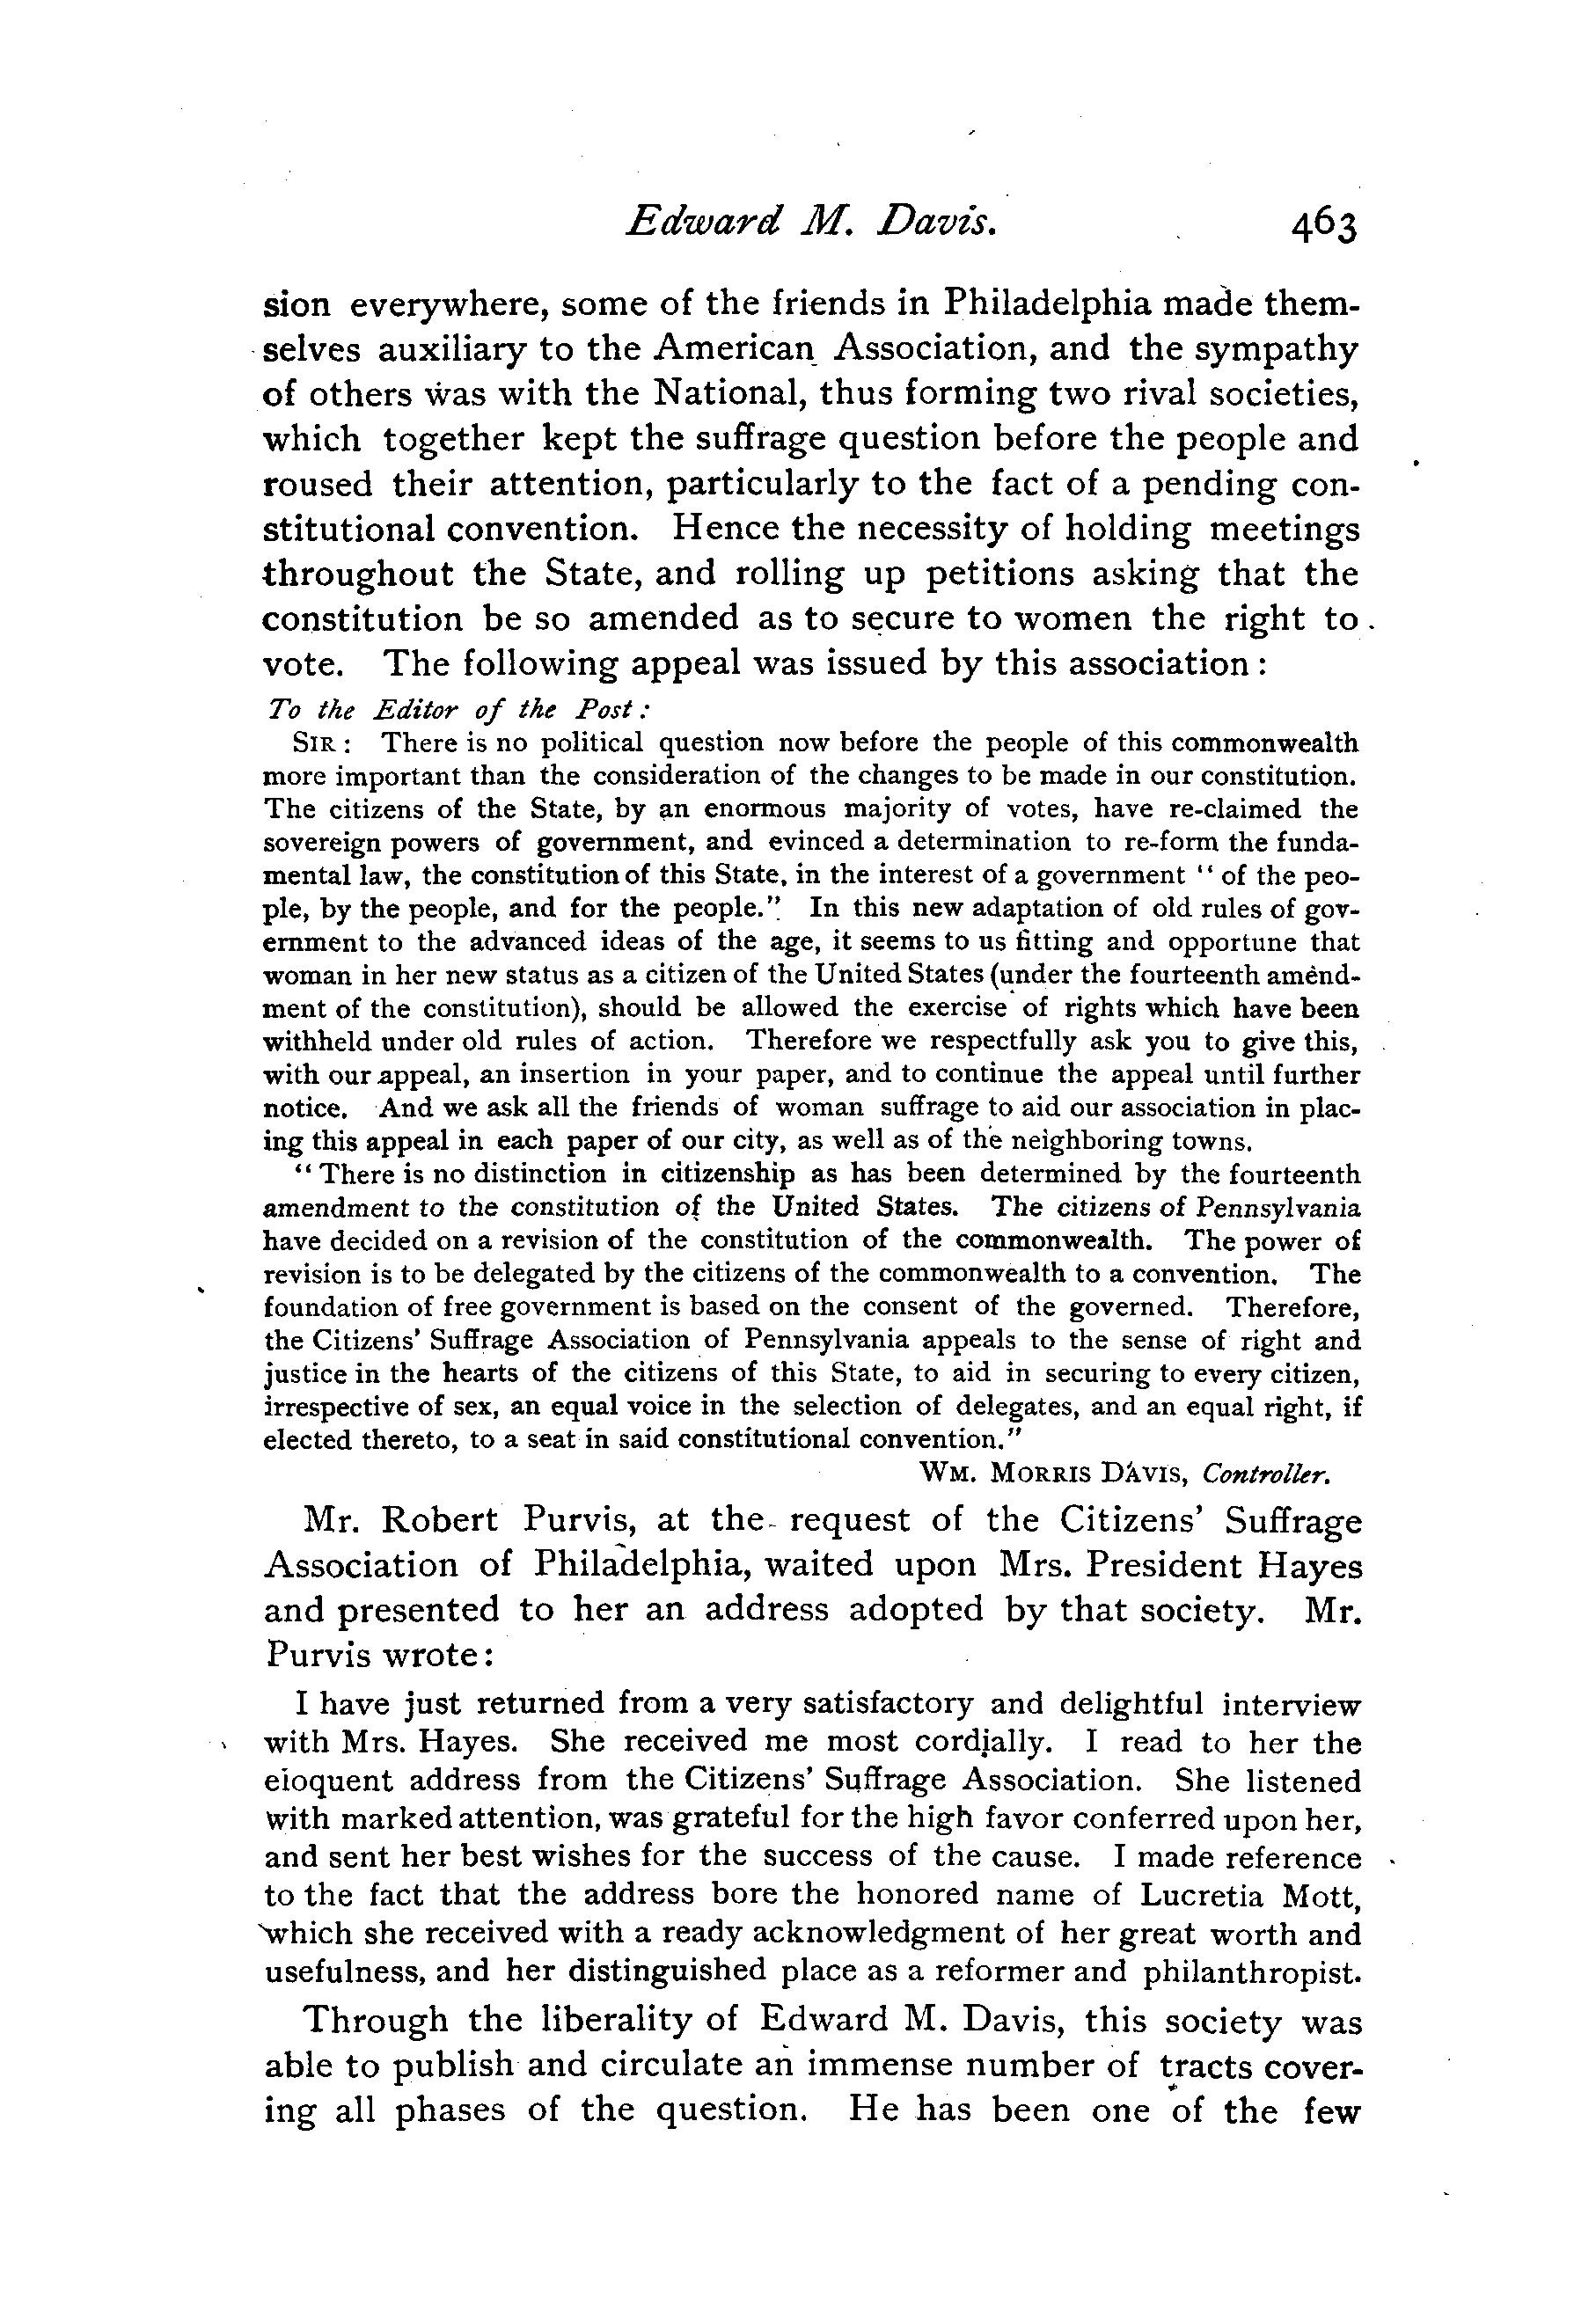 Edward M. Davis. 463
sion everywhere, some of the friends in Philadelphia made them-
selves auxiliary to the American Association, and the sympathy
of others was with the National, thus forming two rival societies,
which together kept the suffrage question before the people and
roused their attention, particularly to the fact of a pending con-
stitutional convention. Hence the necessity of holding meetings
throughout the State, and rolling up petitions asking that the
constitution be so amended as to secure to women the right to
vote. The following appeal was issued by this association :
To the Editor of the Post :
SIR : There is no political question now before the people of this commonwealth
more important than the consideration of the changes to be made in our constitution.
The citizens of the State, by an enormous majority of votes, have re-claimed the
sovereign powers of government, and evinced a determination to re-form the funda-
mental law, the constitution of this State, in the interest of a government " of the peo-
ple, by the people, and for the people." In this new adaptation of old rules of gov-
ernment to the advanced ideas of the age, it seems to us fitting and opportune that
woman in her new status as a citizen of the United States (under the fourteenth amend-
ment of the constitution), should be allowed the exercise of rights which have been
withheld under old rules of action. Therefore we respectfully ask you to give this,
with our appeal, an insertion in your paper, and to continue the appeal until further
notice. And we ask all the friends of woman suffrage to aid our association in plac-
ing this appeal in each paper of our city, as well as of the neighboring towns.
" There is no distinction in citizenship as has been determined by the fourteenth
amendment to the constitution of the United States. The citizens of Pennsylvania
have decided on a revision of the constitution of the commonwealth. The power of
revision is to be delegated by the citizens of the commonwealth to a convention. The
foundation of free government is based on the consent of the governed. Therefore,
the Citizens' Suffrage Association of Pennsylvania appeals to the sense of right and
justice in the hearts of the citizens of this State, to aid in securing to every citizen,
irrespective of sex, an equal voice in the selection of delegates, and an equal right, if
elected thereto, to a seat in said constitutional convention."
WM. MORRIS DAVIS, Controller.
Mr. Robert Purvis, at the request of the Citizens' Suffrage
Association of Philadelphia, waited upon Mrs. President Hayes
and presented to her an address adopted by that society. Mr.
Purvis wrote :
I have just returned from a very satisfactory and delightful interview
with Mrs. Hayes. She received me most cordially. I read to her the
eloquent address from the Citizens' Suffrage Association. She listened
with marked attention, was grateful for the high favor conferred upon her,
and sent her best wishes for the success of the cause. I made reference
to the fact that the address bore the honored name of Lucretia Mott,
which she received with a ready acknowledgment of her great worth and
usefulness, and her distinguished place as a reformer and philanthropist.
Through the liberality of Edward M. Davis, this society was
able to publish and circulate an immense number of tracts cover-
ing all phases of the question. He has been one of the few